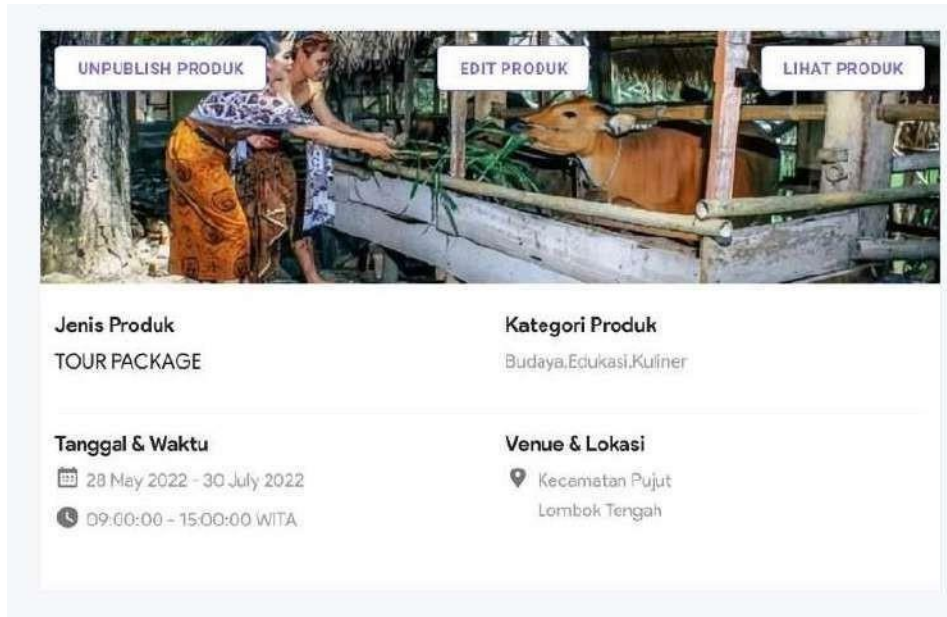 UNPUBLISH PRODUK
EDIT PRODUK
LIHAT PRODUK
Jenis Produk
TOUR PACKAGE
Kategori Produk
Budaya,Edukasi,Kuliner
Tanggal & Waktu
28 May 2022 - 30 July 2022
09:00:00 - 15:00:00 WITA
Venue & Lokasi
Kecamatan Pujut
Lombok Tengah